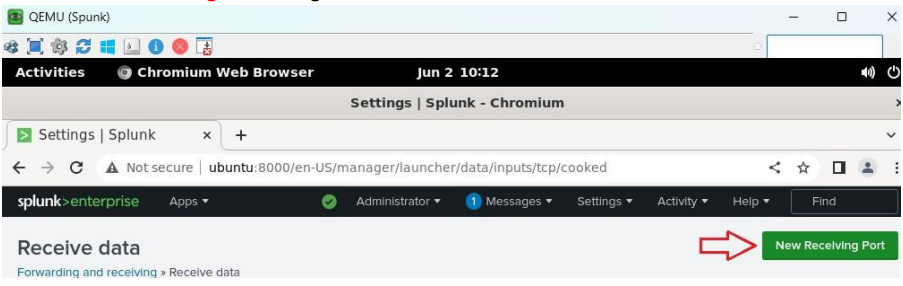 QEMU (Spunk)
Activities Chromium Web Browser Jun 2 10:12
Settings | Splunk - Chromium
Settings | Splunk × +
Not secure | ubuntu:8000/en-US/manager/launcher/data/inputs/tcp/cooked
splunk>enterprise Apps Administrator 1 Messages Settings Activity Help Find
Receive data
New Receiving Port
Forwarding and receiving » Receive data